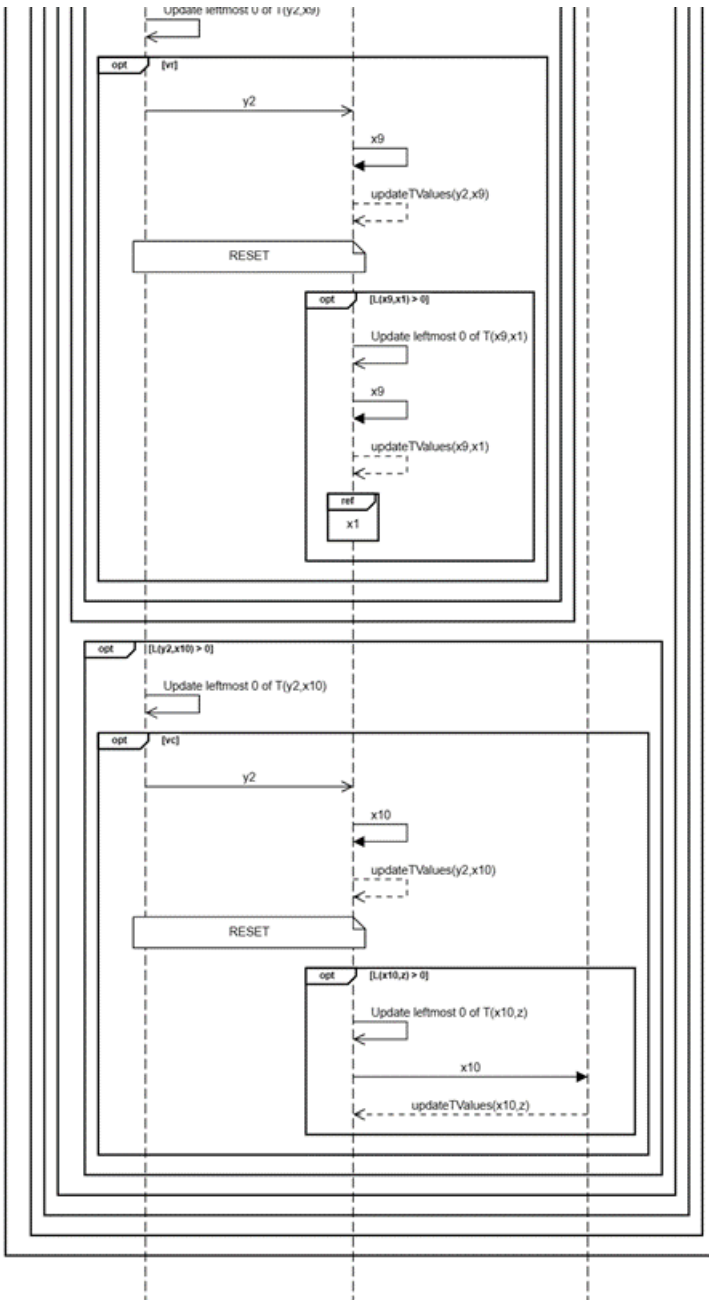 Update leftmost 0 of T(y2,x9)
opt [vr]
y2
x9
updateTValues(y2,x9)
RESET
opt [L(x9,x1) > 0]
Update leftmost 0 of T(x9,x1)
x9
updateTValues(x9,x1)
ref
x1
opt [L(y2,x10) > 0]
Update leftmost 0 of T(y2,x10)
opt [vc]
y2
x10
updateTValues(y2,x10)
RESET
opt [L(x10,z) > 0]
Update leftmost 0 of T(x10,z)
x10
updateTValues(x10,z)